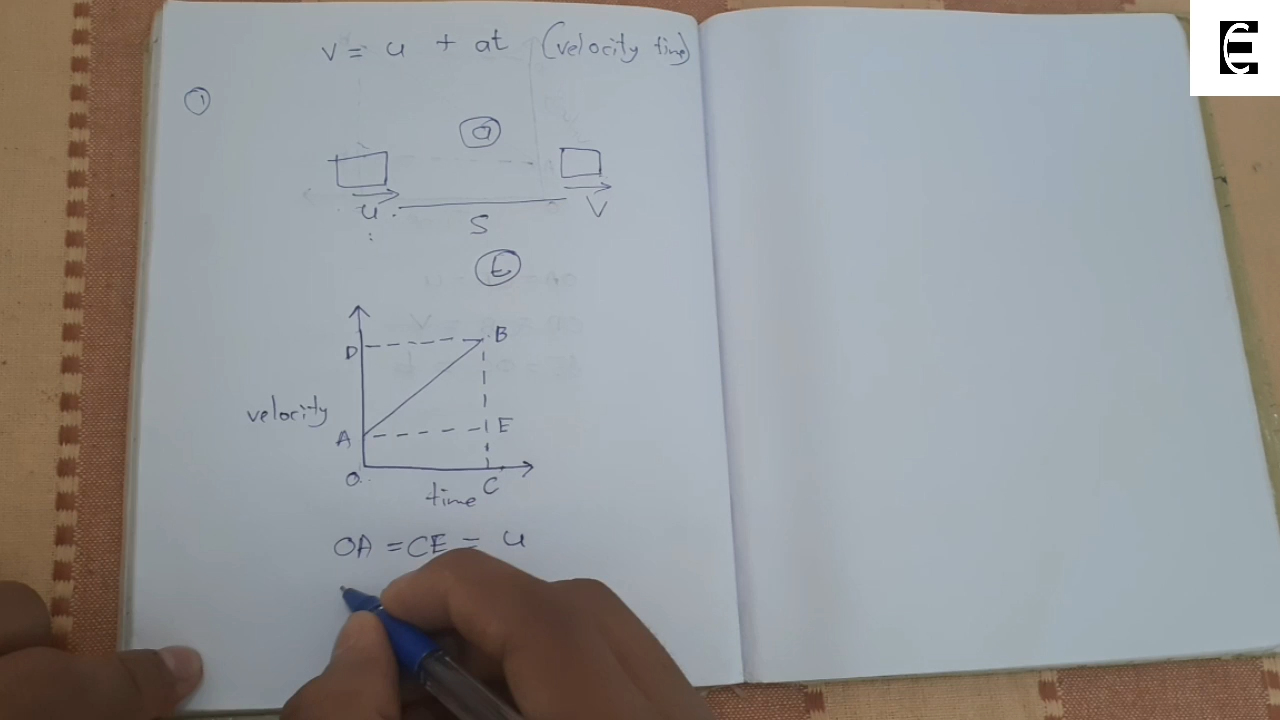 V = u + at (velocity time)
1
a
u
S
V
t
D
B
velocity
A
E
O
time
C
OA = CE = u
E